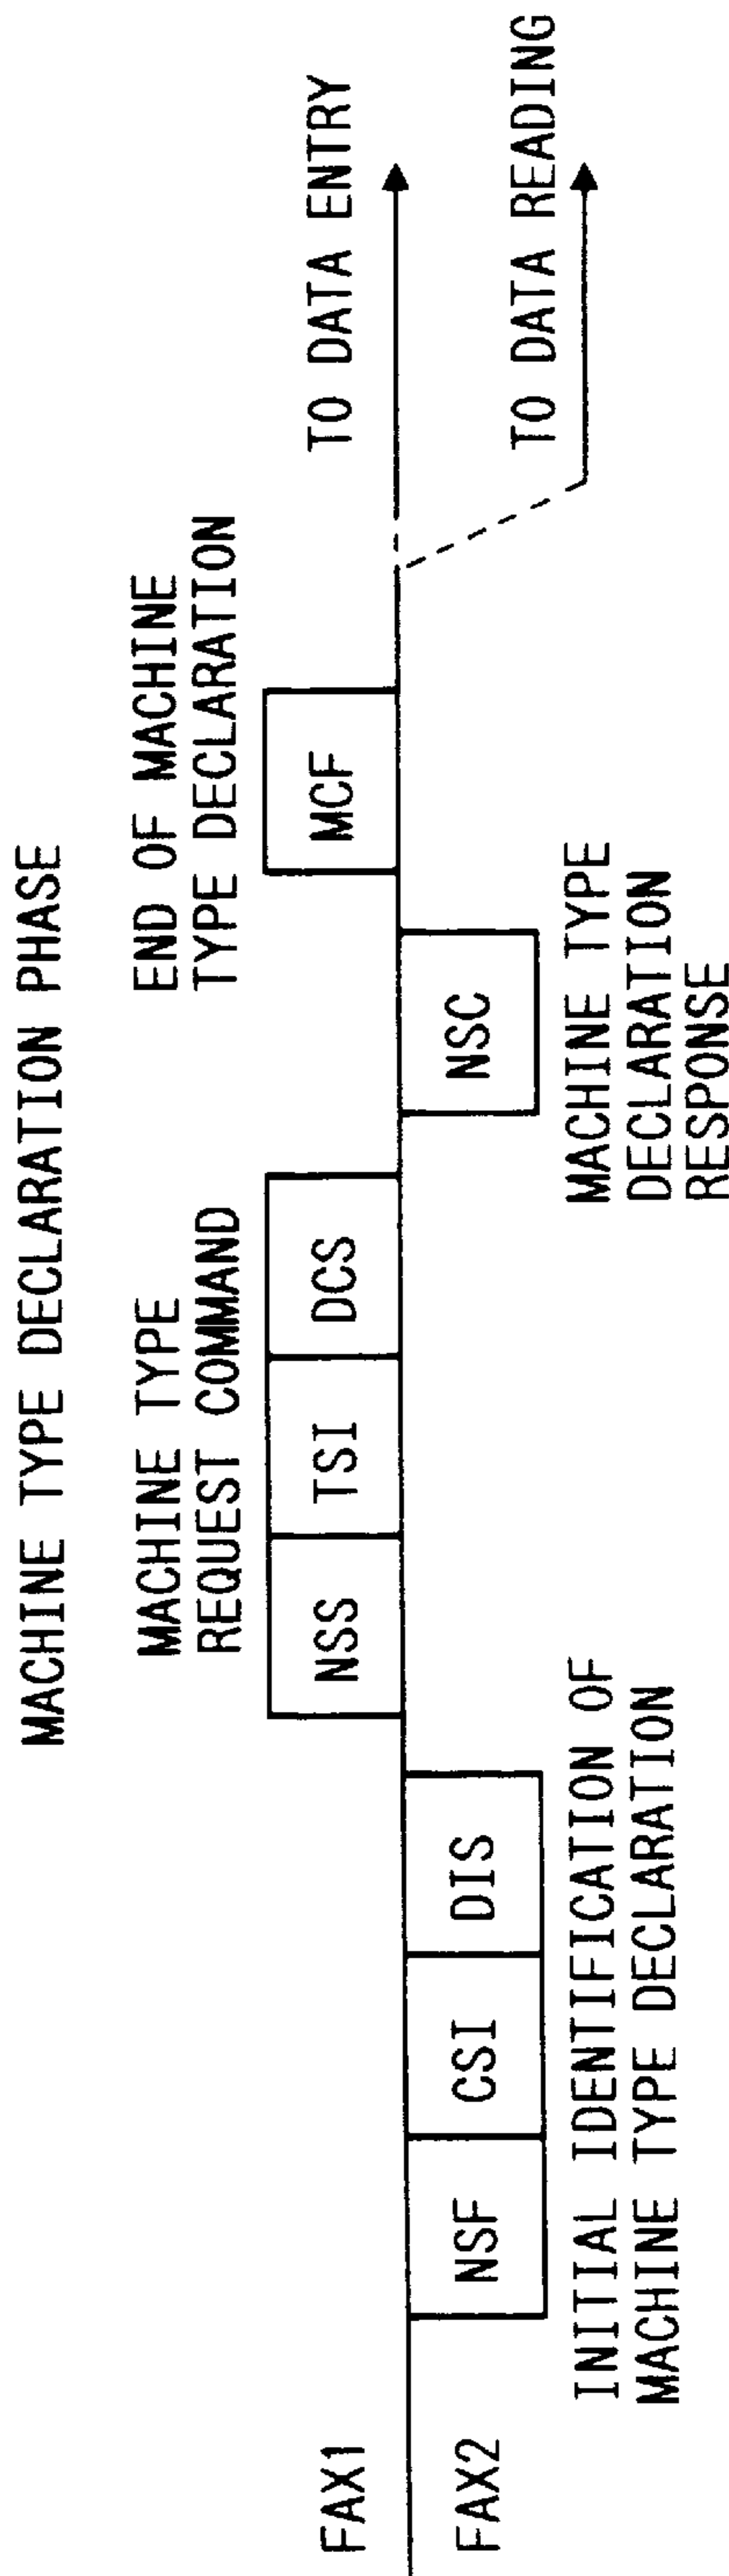 MACHINE TYPE DECLARATION PHASE
FAX1
FAX2
NSF
CSI
DIS
INITIAL IDENTIFICATION OF
MACHINE TYPE DECLARATION
MACHINE TYPE
REQUEST COMMAND
NSS
TSI
DCS
NSC
MACHINE TYPE
DECLARATION
RESPONSE
END OF MACHINE
TYPE DECLARATION
MCF
TO DATA ENTRY
TO DATA READING